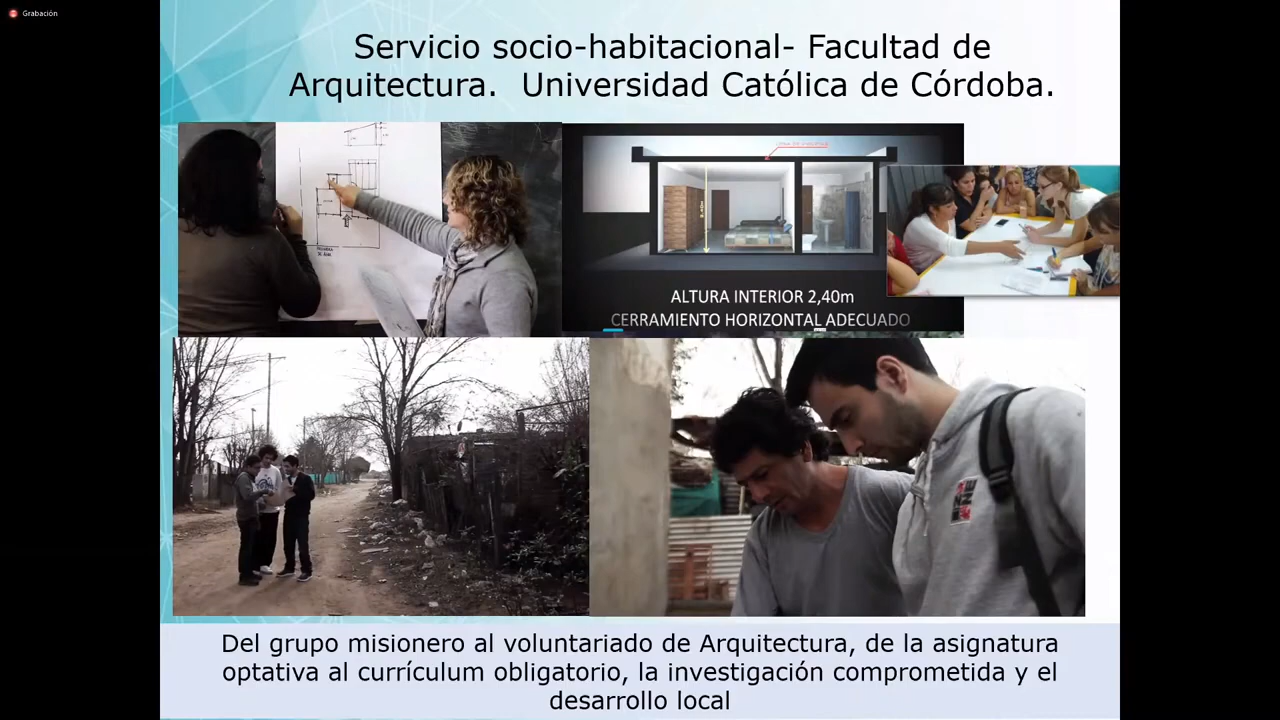 Grabación
Servicio socio-habitacional- Facultad de
Arquitectura.  Universidad Católica de Córdoba.
ALTURA INTERIOR 2,40m
CERRAMIENTO HORIZONTAL ADECUADO
Del grupo misionero al voluntariado de Arquitectura, de la asignatura
optativa al currículum obligatorio, la investigación comprometida y el
desarrollo local